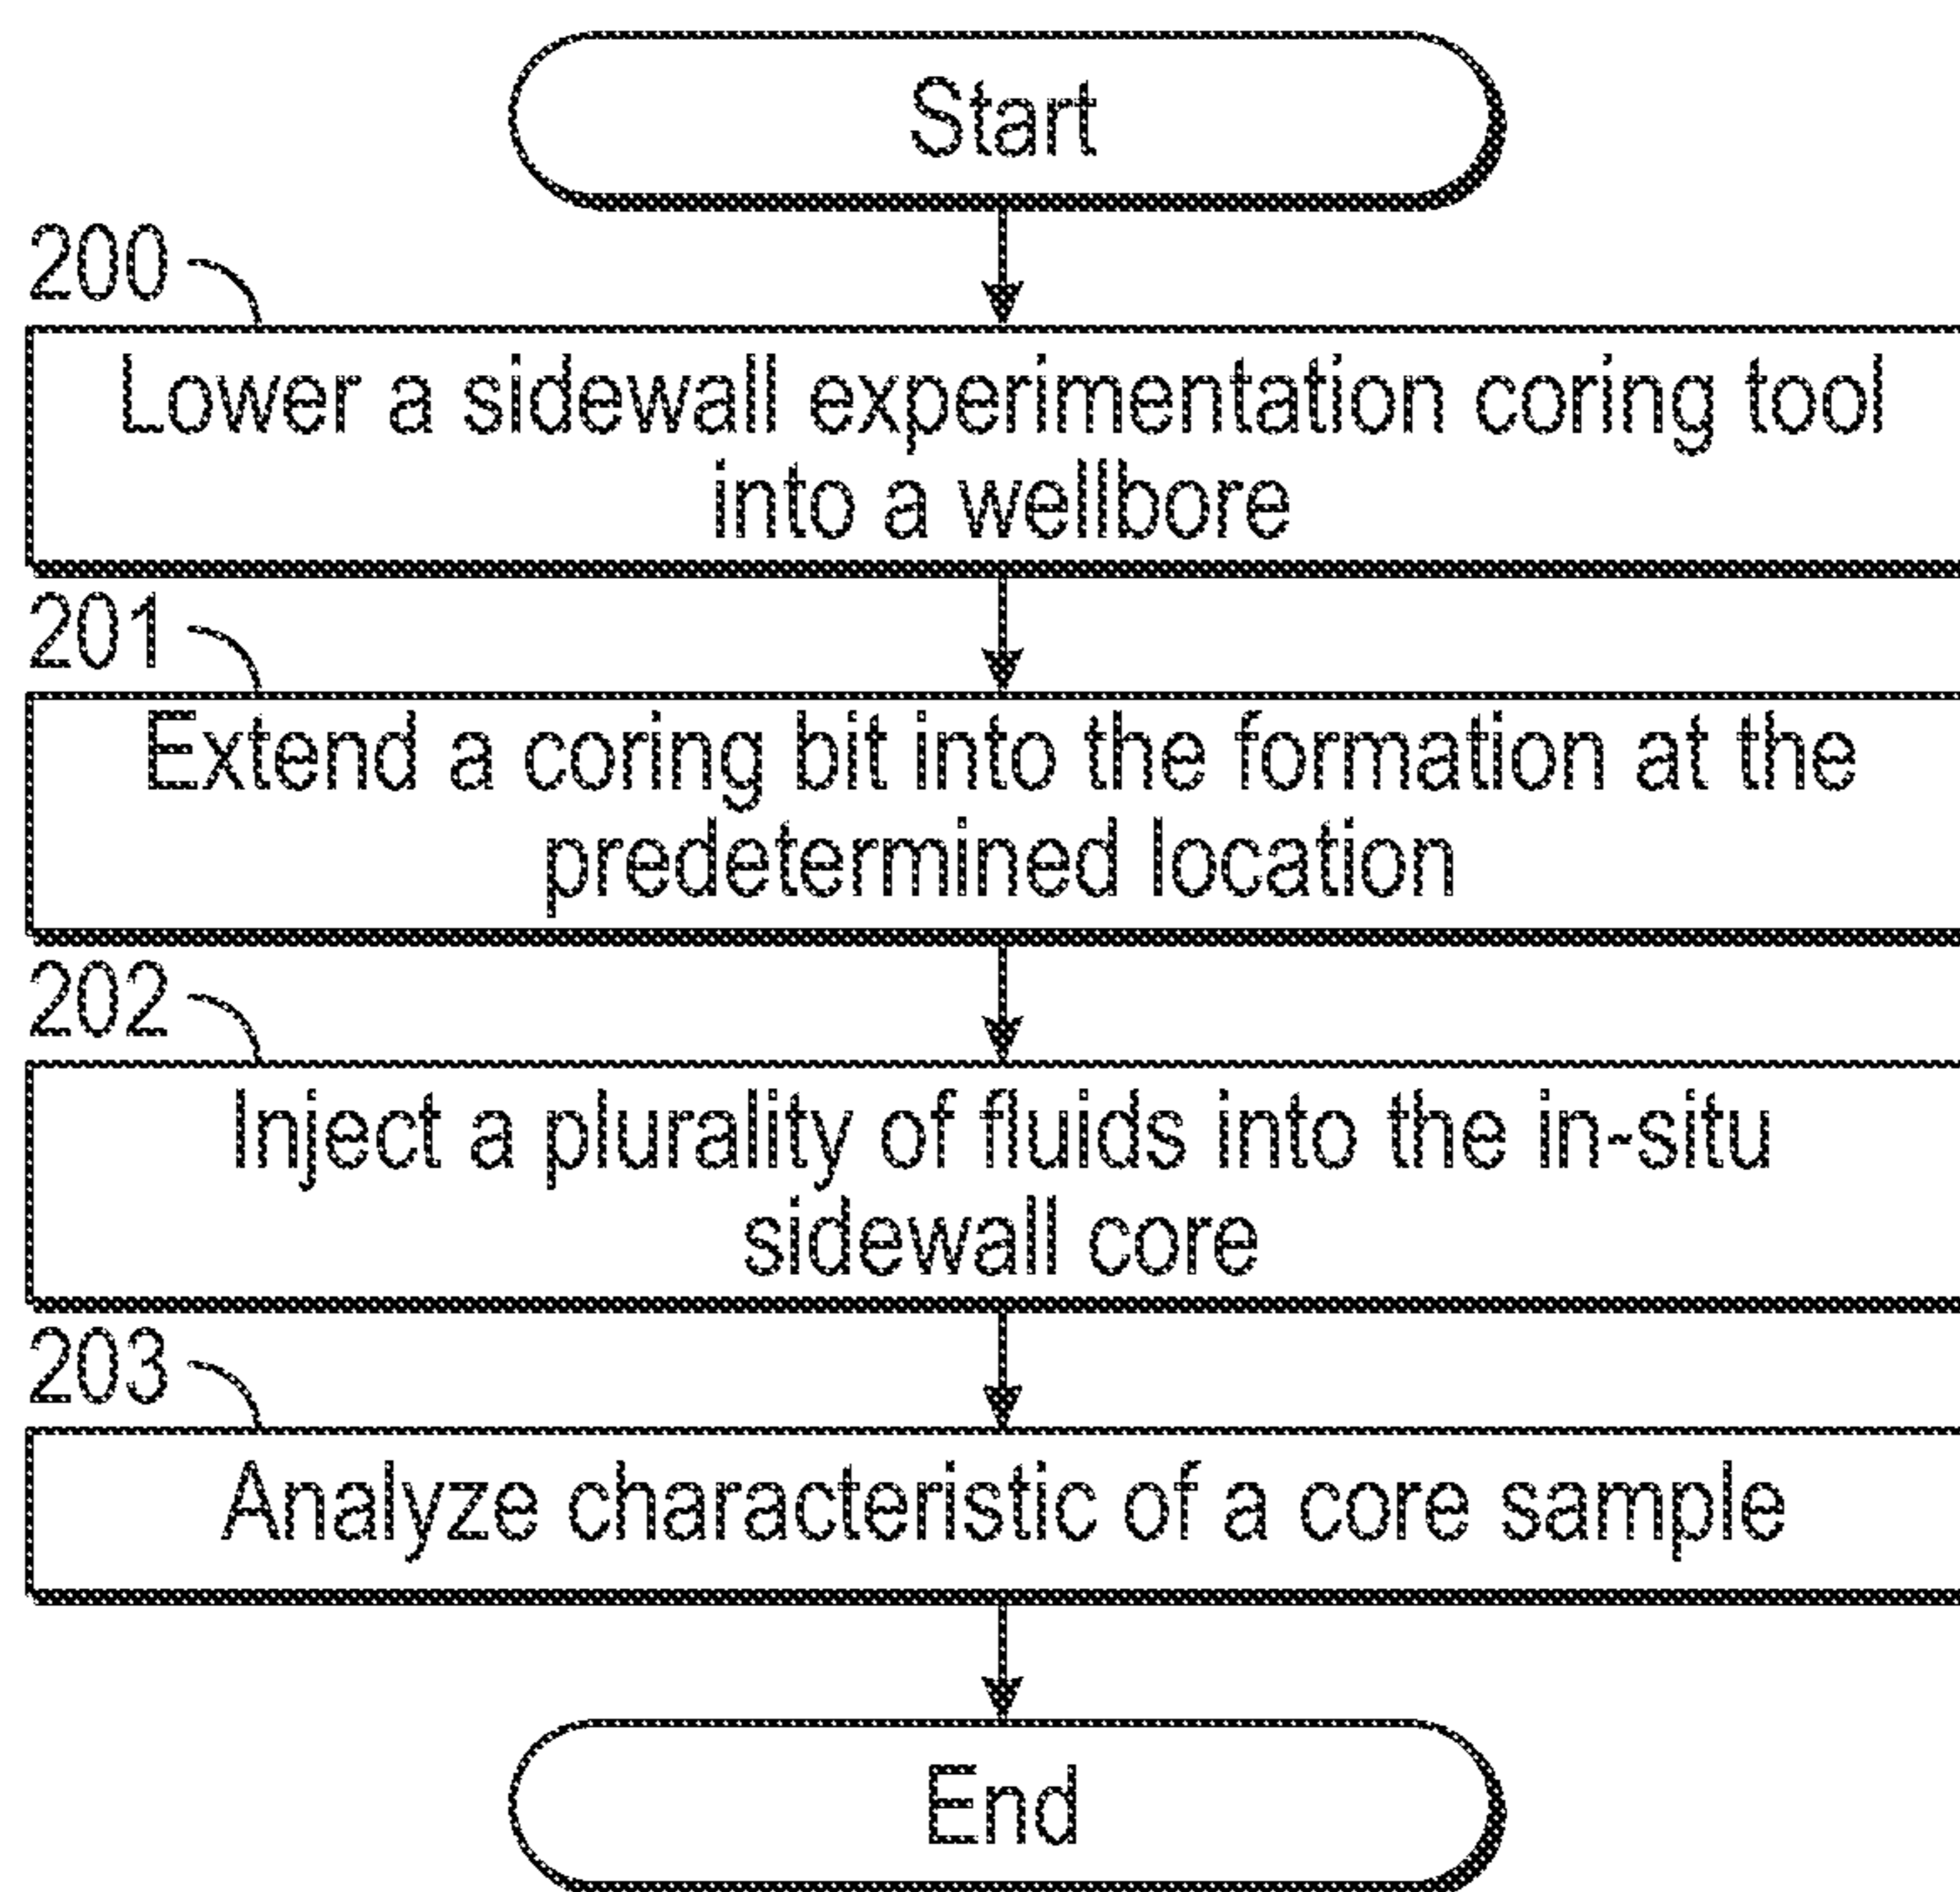 Start
200
Lower a sidewall experimentation coring tool
into a wellbore
201
Extend a coring bit into the formation at the
predetermined location
202
Inject a plurality of fluids into the in-situ
sidewall core
203
Analyze characteristic of a core sample
End